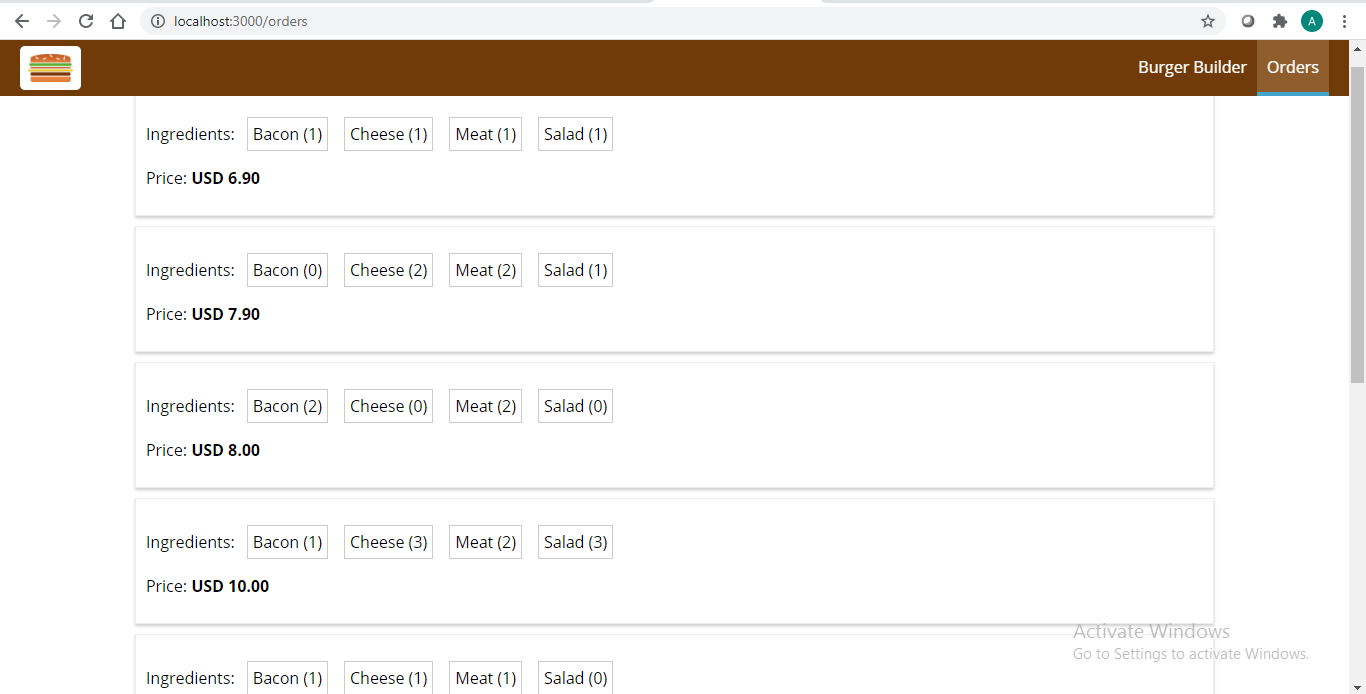 localhost:3000/orders
A
Burger Builder Orders
Ingredients: Bacon (1) Cheese (1) Meat (1) Salad (1)
Price: USD 6.90
Ingredients: Bacon (0) Cheese (2) Meat (2) Salad (1)
Price: USD 7.90
Ingredients: Bacon (2) Cheese (0) Meat (2) Salad (0)
Price: USD 8.00
Ingredients: Bacon (1) Cheese (3) Meat (2) Salad (3)
Price: USD 10.00
Activate Windows
Go to Settings to activate Windows.
Ingredients: Bacon (1) Cheese (1) Meat (1) Salad (0)